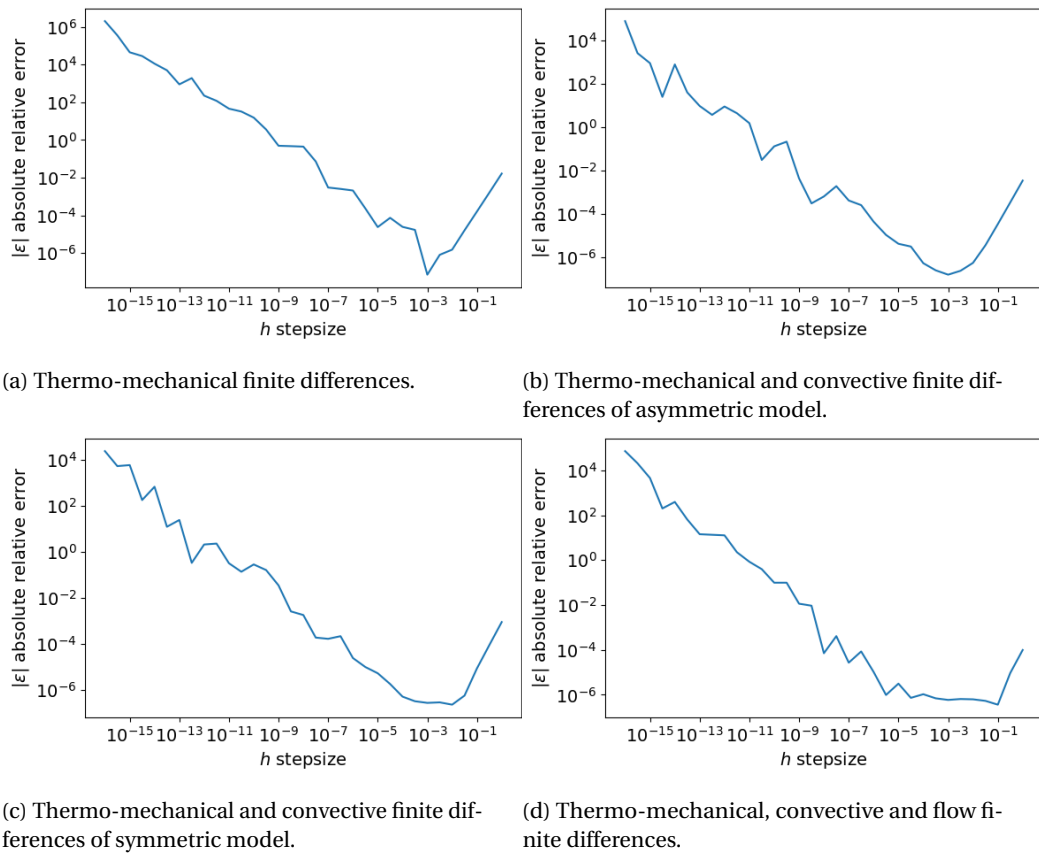 |ε| absolute relative error
10^6
10^4
10^2
10^0
10^−2
10^−4
10^−6
10^−15 10^−13 10^−11 10^−9 10^−7 10^−5 10^−3 10^−1
h stepsize
(a) Thermo-mechanical finite differences.
|ε| absolute relative error
10^4
10^2
10^0
10^−2
10^−4
10^−6
10^−15 10^−13 10^−11 10^−9 10^−7 10^−5 10^−3 10^−1
h stepsize
(b) Thermo-mechanical and convective finite dif-
ferences of asymmetric model.
|ε| absolute relative error
10^4
10^2
10^0
10^−2
10^−4
10^−6
10^−15 10^−13 10^−11 10^−9 10^−7 10^−5 10^−3 10^−1
h stepsize
(c) Thermo-mechanical and convective finite dif-
ferences of symmetric model.
|ε| absolute relative error
10^4
10^2
10^0
10^−2
10^−4
10^−6
10^−15 10^−13 10^−11 10^−9 10^−7 10^−5 10^−3 10^−1
h stepsize
(d) Thermo-mechanical, convective and flow fi-
nite differences.